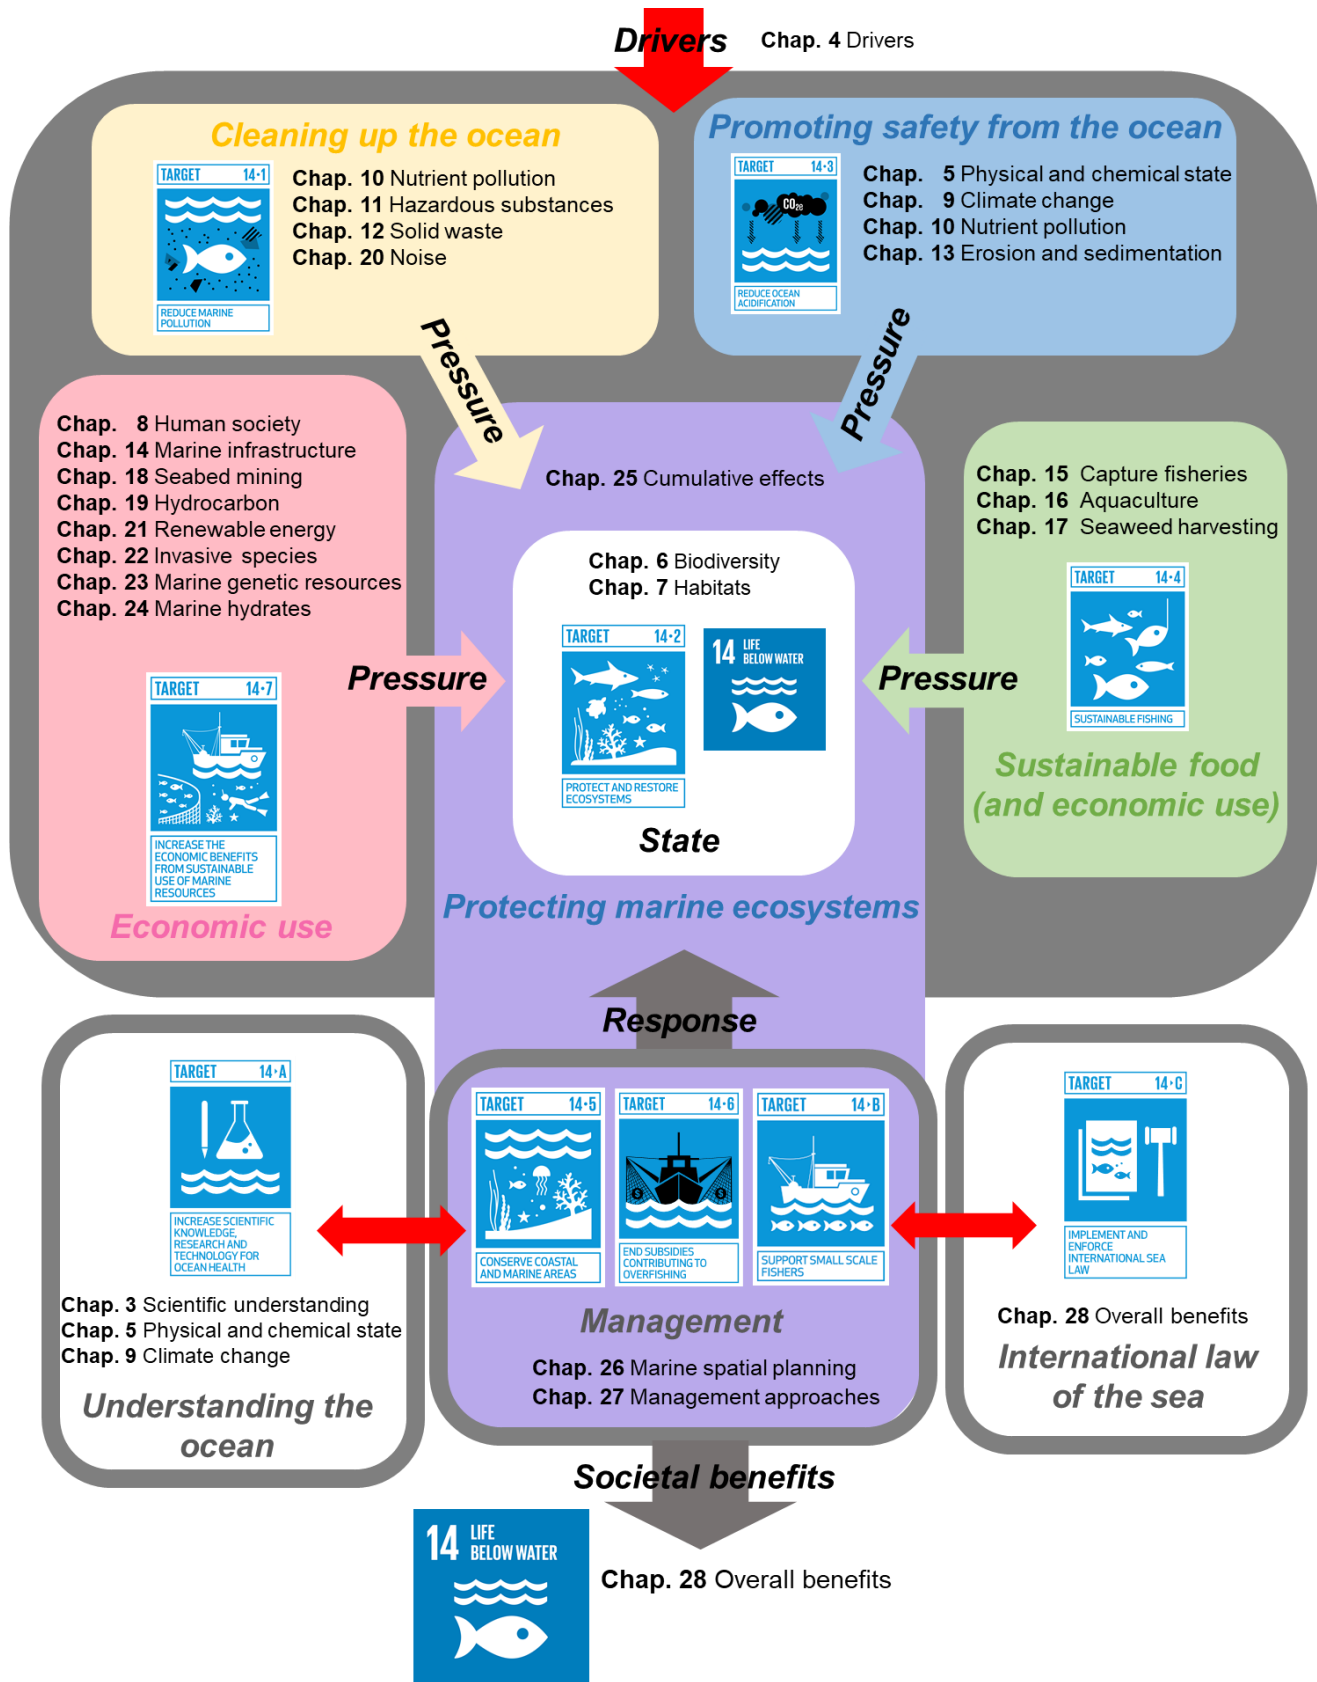 Drivers
Chap. 4 Drivers
Cleaning up the ocean
TARGET 14·1
REDUCE MARINE
POLLUTION
Chap. 10 Nutrient pollution
Chap. 11 Hazardous substances
Chap. 12 Solid waste
Chap. 20 Noise
Pressure
Promoting safety from the ocean
TARGET 14·3
CO2e
REDUCE OCEAN
ACIDIFICATION
Chap. 5 Physical and chemical state
Chap. 9 Climate change
Chap. 10 Nutrient pollution
Chap. 13 Erosion and sedimentation
Pressure
Chap. 8 Human society
Chap. 14 Marine infrastructure
Chap. 18 Seabed mining
Chap. 19 Hydrocarbon
Chap. 21 Renewable energy
Chap. 22 Invasive species
Chap. 23 Marine genetic resources
Chap. 24 Marine hydrates
TARGET 14·7
INCREASE THE
ECONOMIC BENEFITS
FROM SUSTAINABLE
USE OF MARINE
RESOURCES
Economic use
Pressure
Chap. 25 Cumulative effects
Chap. 6 Biodiversity
Chap. 7 Habitats
TARGET 14·2
PROTECT AND RESTORE
ECOSYSTEMS
14 LIFE
BELOW WATER
State
Protecting marine ecosystems
Pressure
Chap. 15 Capture fisheries
Chap. 16 Aquaculture
Chap. 17 Seaweed harvesting
TARGET 14·4
SUSTAINABLE FISHING
Sustainable food
(and economic use)
Response
TARGET 14·A
INCREASE SCIENTIFIC
KNOWLEDGE,
RESEARCH AND
TECHNOLOGY FOR
OCEAN HEALTH
Chap. 3 Scientific understanding
Chap. 5 Physical and chemical state
Chap. 9 Climate change
Understanding the
ocean
TARGET 14·5
CONSERVE COASTAL
AND MARINE AREAS
TARGET 14·6
$ $
END SUBSIDIES
CONTRIBUTING TO
OVERFISHING
TARGET 14·B
SUPPORT SMALL SCALE
FISHERS
Management
Chap. 26 Marine spatial planning
Chap. 27 Management approaches
TARGET 14·C
IMPLEMENT AND
ENFORCE
INTERNATIONAL SEA
LAW
Chap. 28 Overall benefits
International law
of the sea
Societal benefits
14 LIFE
BELOW WATER
Chap. 28 Overall benefits